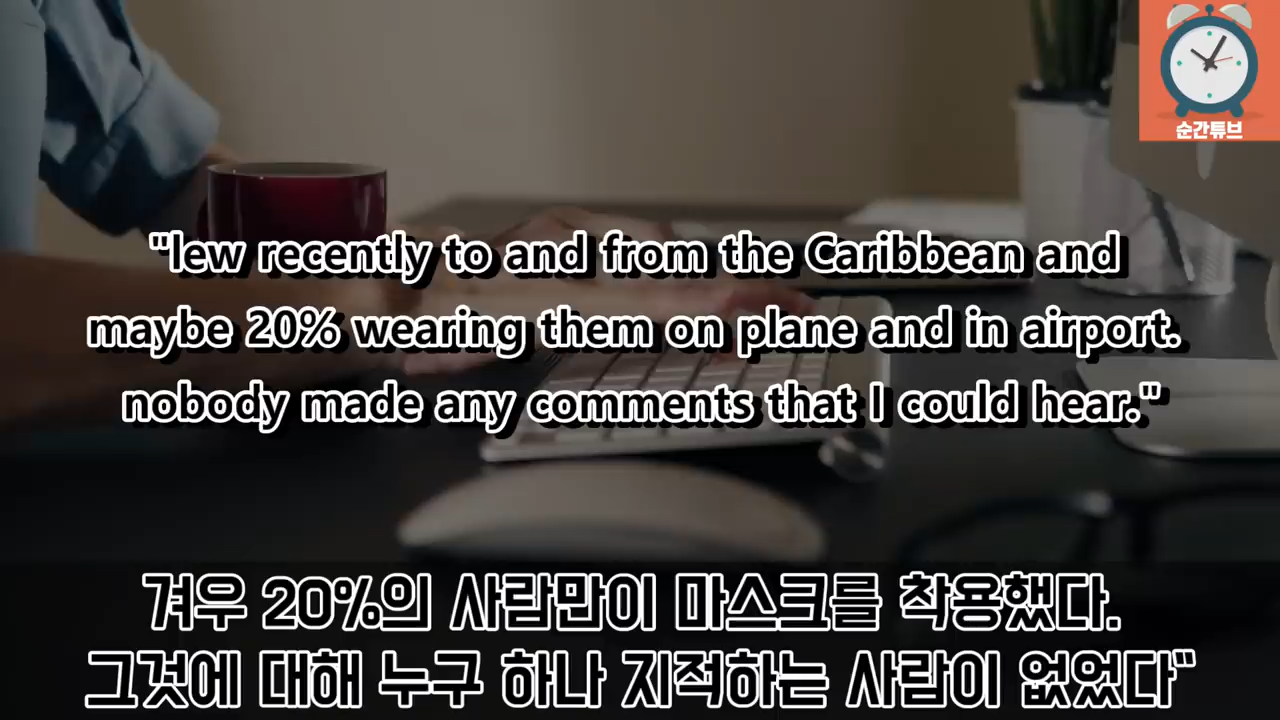 순간튜브
"lew recently to and from the Caribbean and
maybe 20% wearing them on plane and in airport.
nobody made any comments that I could hear."
겨우 20%의 사람만이 마스크를 착용했다.
그것에 대해 누구 하나 지적하는 사람이 없었다"